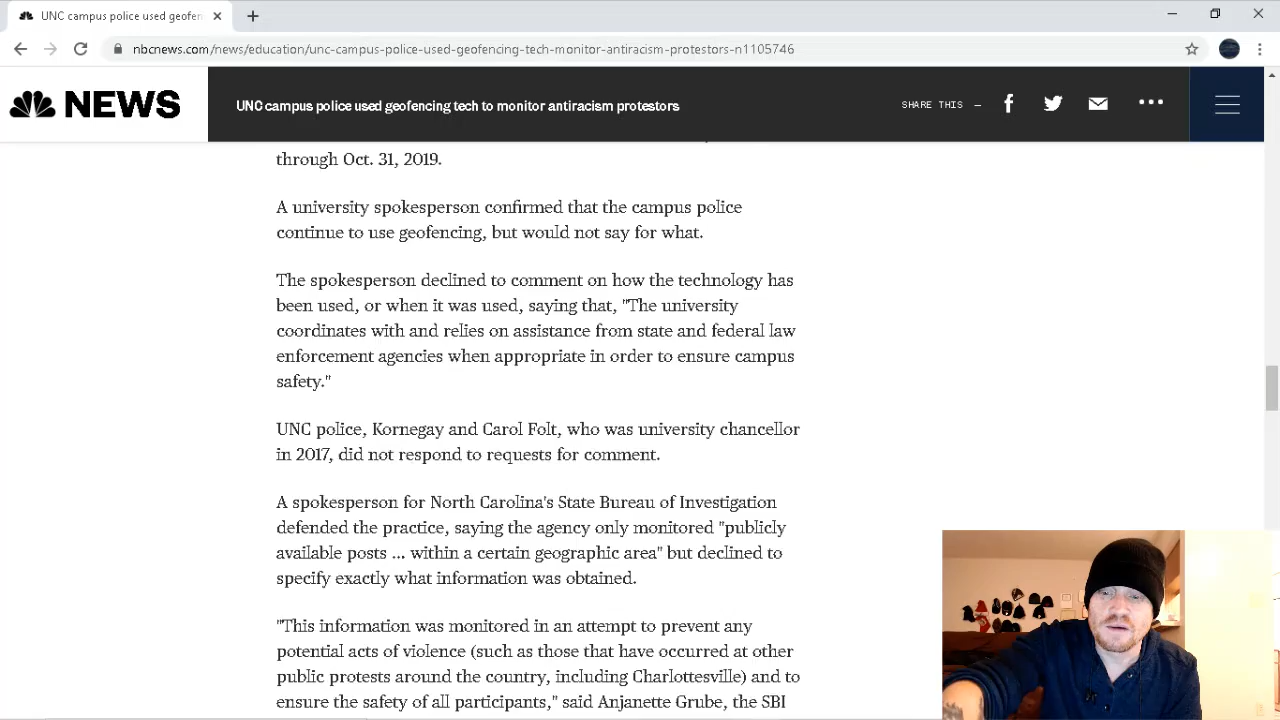 UNC campus police used geofen
nbcnews.com/news/education/unc-campus-police-used-geofencing-tech-monitor-antiracism-protestors-n1105746
NEWS
UNC campus police used geofencing tech to monitor antiracism protestors
SHARE THIS –
through Oct. 31, 2019.
A university spokesperson confirmed that the campus police
continue to use geofencing, but would not say for what.
The spokesperson declined to comment on how the technology has
been used, or when it was used, saying that, "The university
coordinates with and relies on assistance from state and federal law
enforcement agencies when appropriate in order to ensure campus
safety."
UNC police, Kornegay and Carol Folt, who was university chancellor
in 2017, did not respond to requests for comment.
A spokesperson for North Carolina's State Bureau of Investigation
defended the practice, saying the agency only monitored "publicly
available posts ... within a certain geographic area" but declined to
specify exactly what information was obtained.
"This information was monitored in an attempt to prevent any
potential acts of violence (such as those that have occurred at other
public protests around the country, including Charlottesville) and to
ensure the safety of all participants," said Anjanette Grube, the SBI